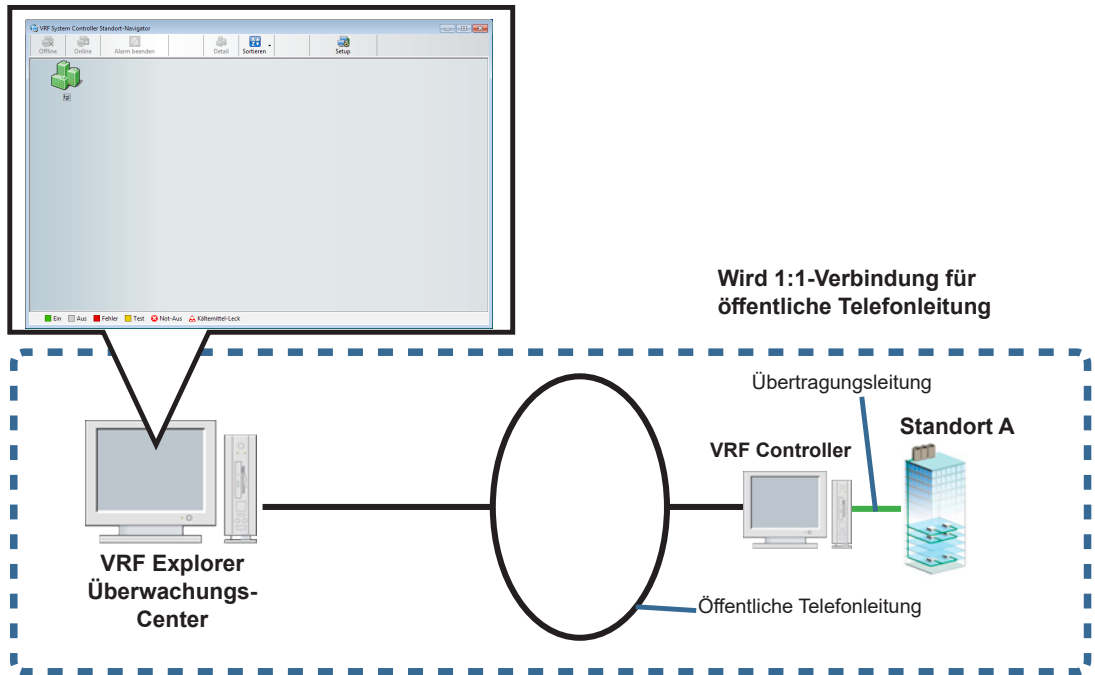 VRF System Controller Standort-Navigator
Offline Online Alarm beenden Detail Sortieren Setup
fgl
Ein Aus Fehler Test Not-Aus Kältemittel-Leck
Wird 1:1-Verbindung für
öffentliche Telefonleitung
Übertragungsleitung
Standort A
VRF Controller
VRF Explorer
Überwachungs-
Center
Öffentliche Telefonleitung